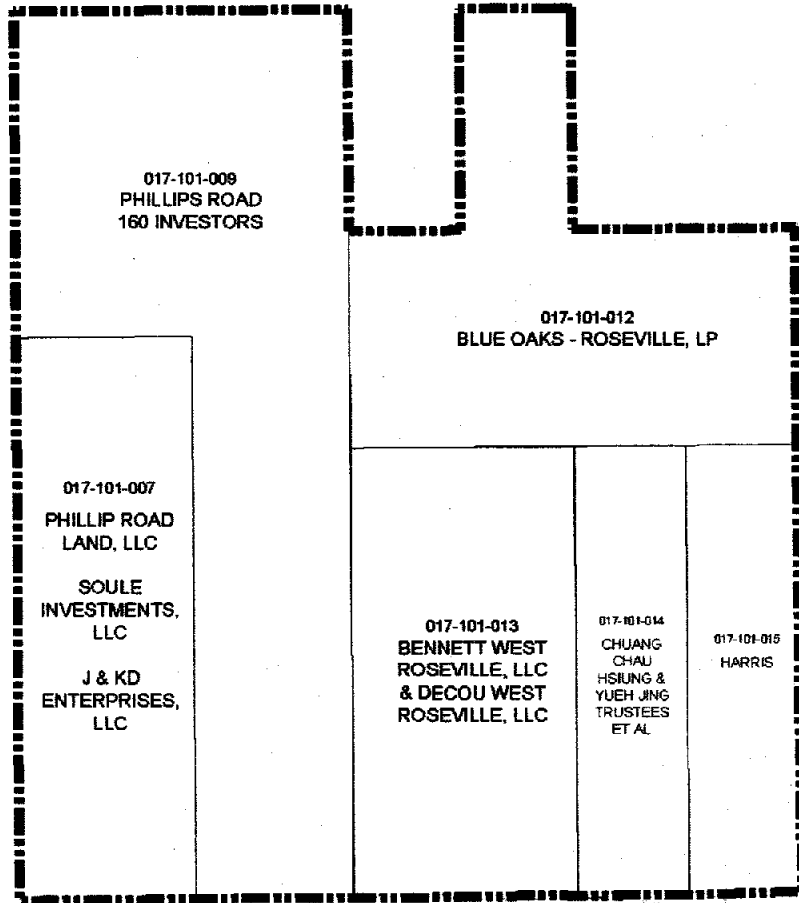 017-101-009
PHILLIPS ROAD
160 INVESTORS
017-101-012
BLUE OAKS - ROSEVILLE, LP
017-101-007
PHILLIP ROAD
LAND, LLC
SOULE
INVESTMENTS,
LLC
J & KD
ENTERPRISES,
LLC
017-101-013
BENNETT WEST
ROSEVILLE, LLC
& DECOU WEST
ROSEVILLE, LLC
017-101-014
CHUANG
CHAU
HSIUNG &
YUEH JING
TRUSTEES
ET AL
017-101-015
HARRIS